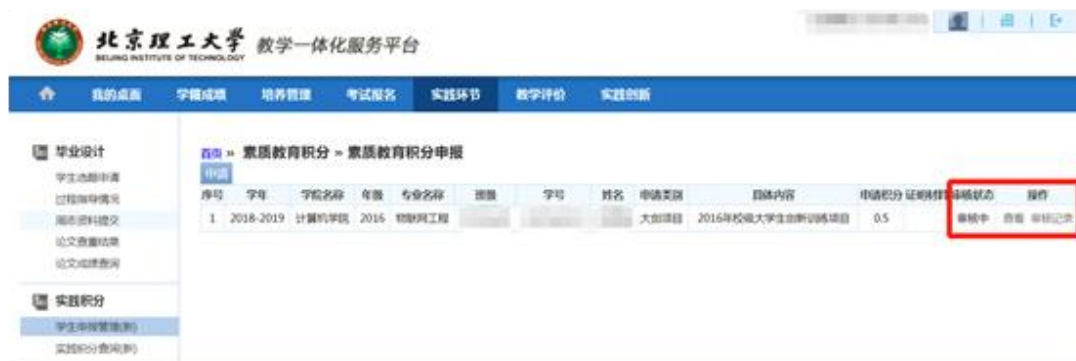 北京理工大学 教学一体化服务平台
BEIJING INSTITUTE OF TECHNOLOGY
我的桌面 学籍成绩 培养管理 考试报名 实践环节 教学评价 实践创新
毕业设计
学生选题申请
过程指导情况
周志资料提交
论文查重结果
论文成绩查询
实践积分
学生申报管理(新)
实践积分查询(新)
首页 » 素质教育积分 » 素质教育积分申报
申请
序号 学年 学院名称 年级 专业名称 班级 学号 姓名 申请类别 具体内容 申请积分 证明材料 审核状态 操作
1 2018-2019 计算机学院 2016 物联网工程 大创项目 2016年校级大学生创新训练项目 0.5 审核中 查看 审核记录